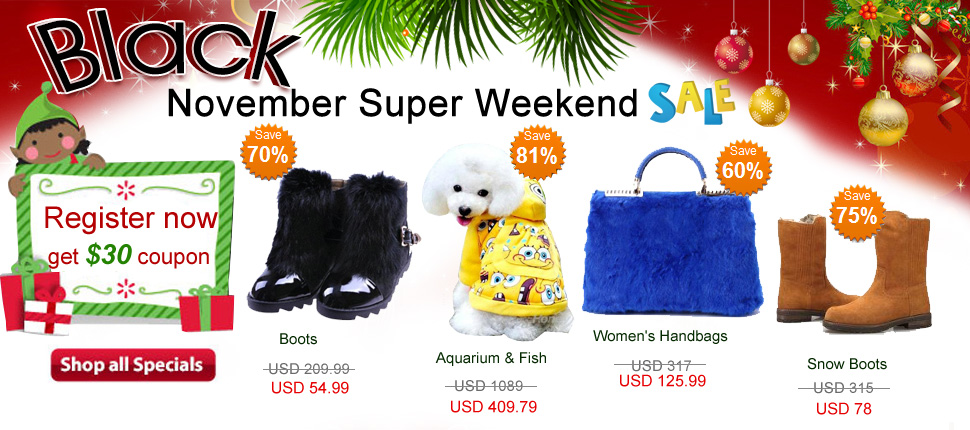 Black
November Super Weekend SALE
Register now
get $30 coupon
Shop all Specials
Save
70%
Boots
USD 209.99
USD 54.99
Save
81%
Aquarium & Fish
USD 1089
USD 409.79
Save
60%
Women's Handbags
USD 317
USD 125.99
Save
75%
Snow Boots
USD 315
USD 78